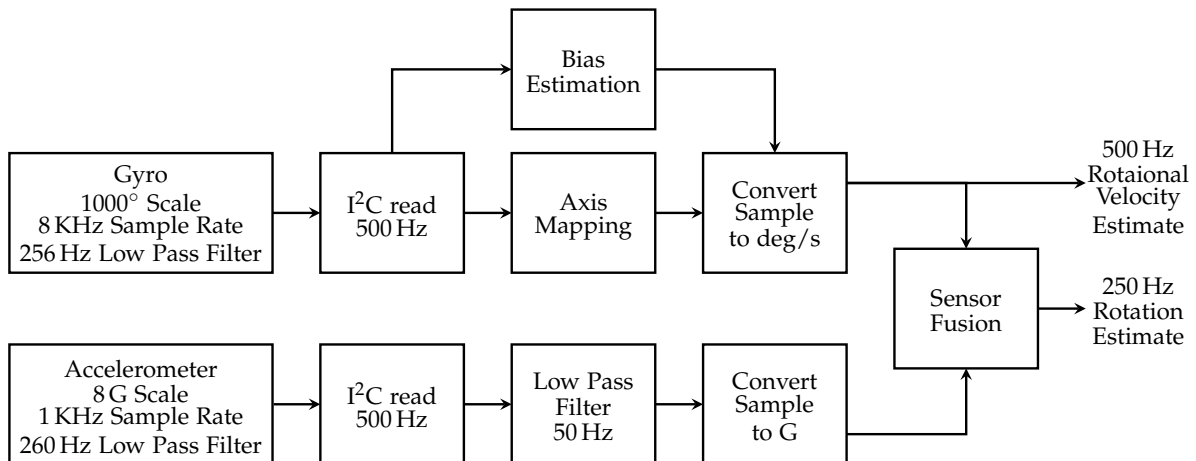 Bias
Estimation
Gyro
1000° Scale
8 KHz Sample Rate
256 Hz Low Pass Filter
I²C read
500 Hz
Axis
Mapping
Convert
Sample
to deg/s
500 Hz
Rotaional
Velocity
Estimate
Sensor
Fusion
250 Hz
Rotation
Estimate
Accelerometer
8 G Scale
1 KHz Sample Rate
260 Hz Low Pass Filter
I²C read
500 Hz
Low Pass
Filter
50 Hz
Convert
Sample
to G